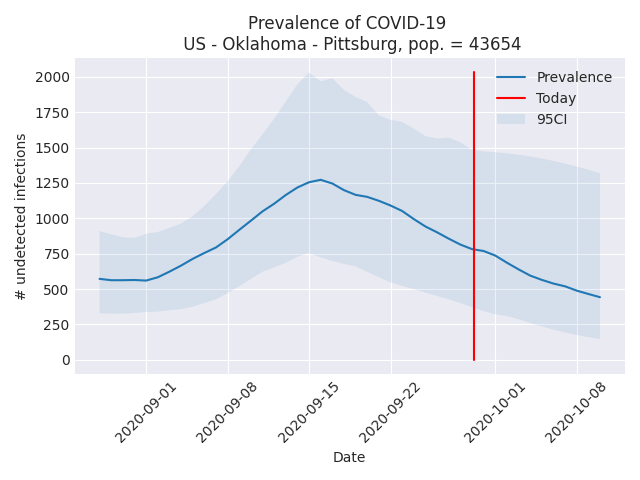 Prevalence of COVID-19
US - Oklahoma - Pittsburg, pop. = 43654
Prevalence
Today
95CI
# undetected infections
2000
1750
1500
1250
1000
750
500
250
0
2020-09-01
2020-09-08
2020-09-15
2020-09-22
2020-10-01
2020-10-08
Date